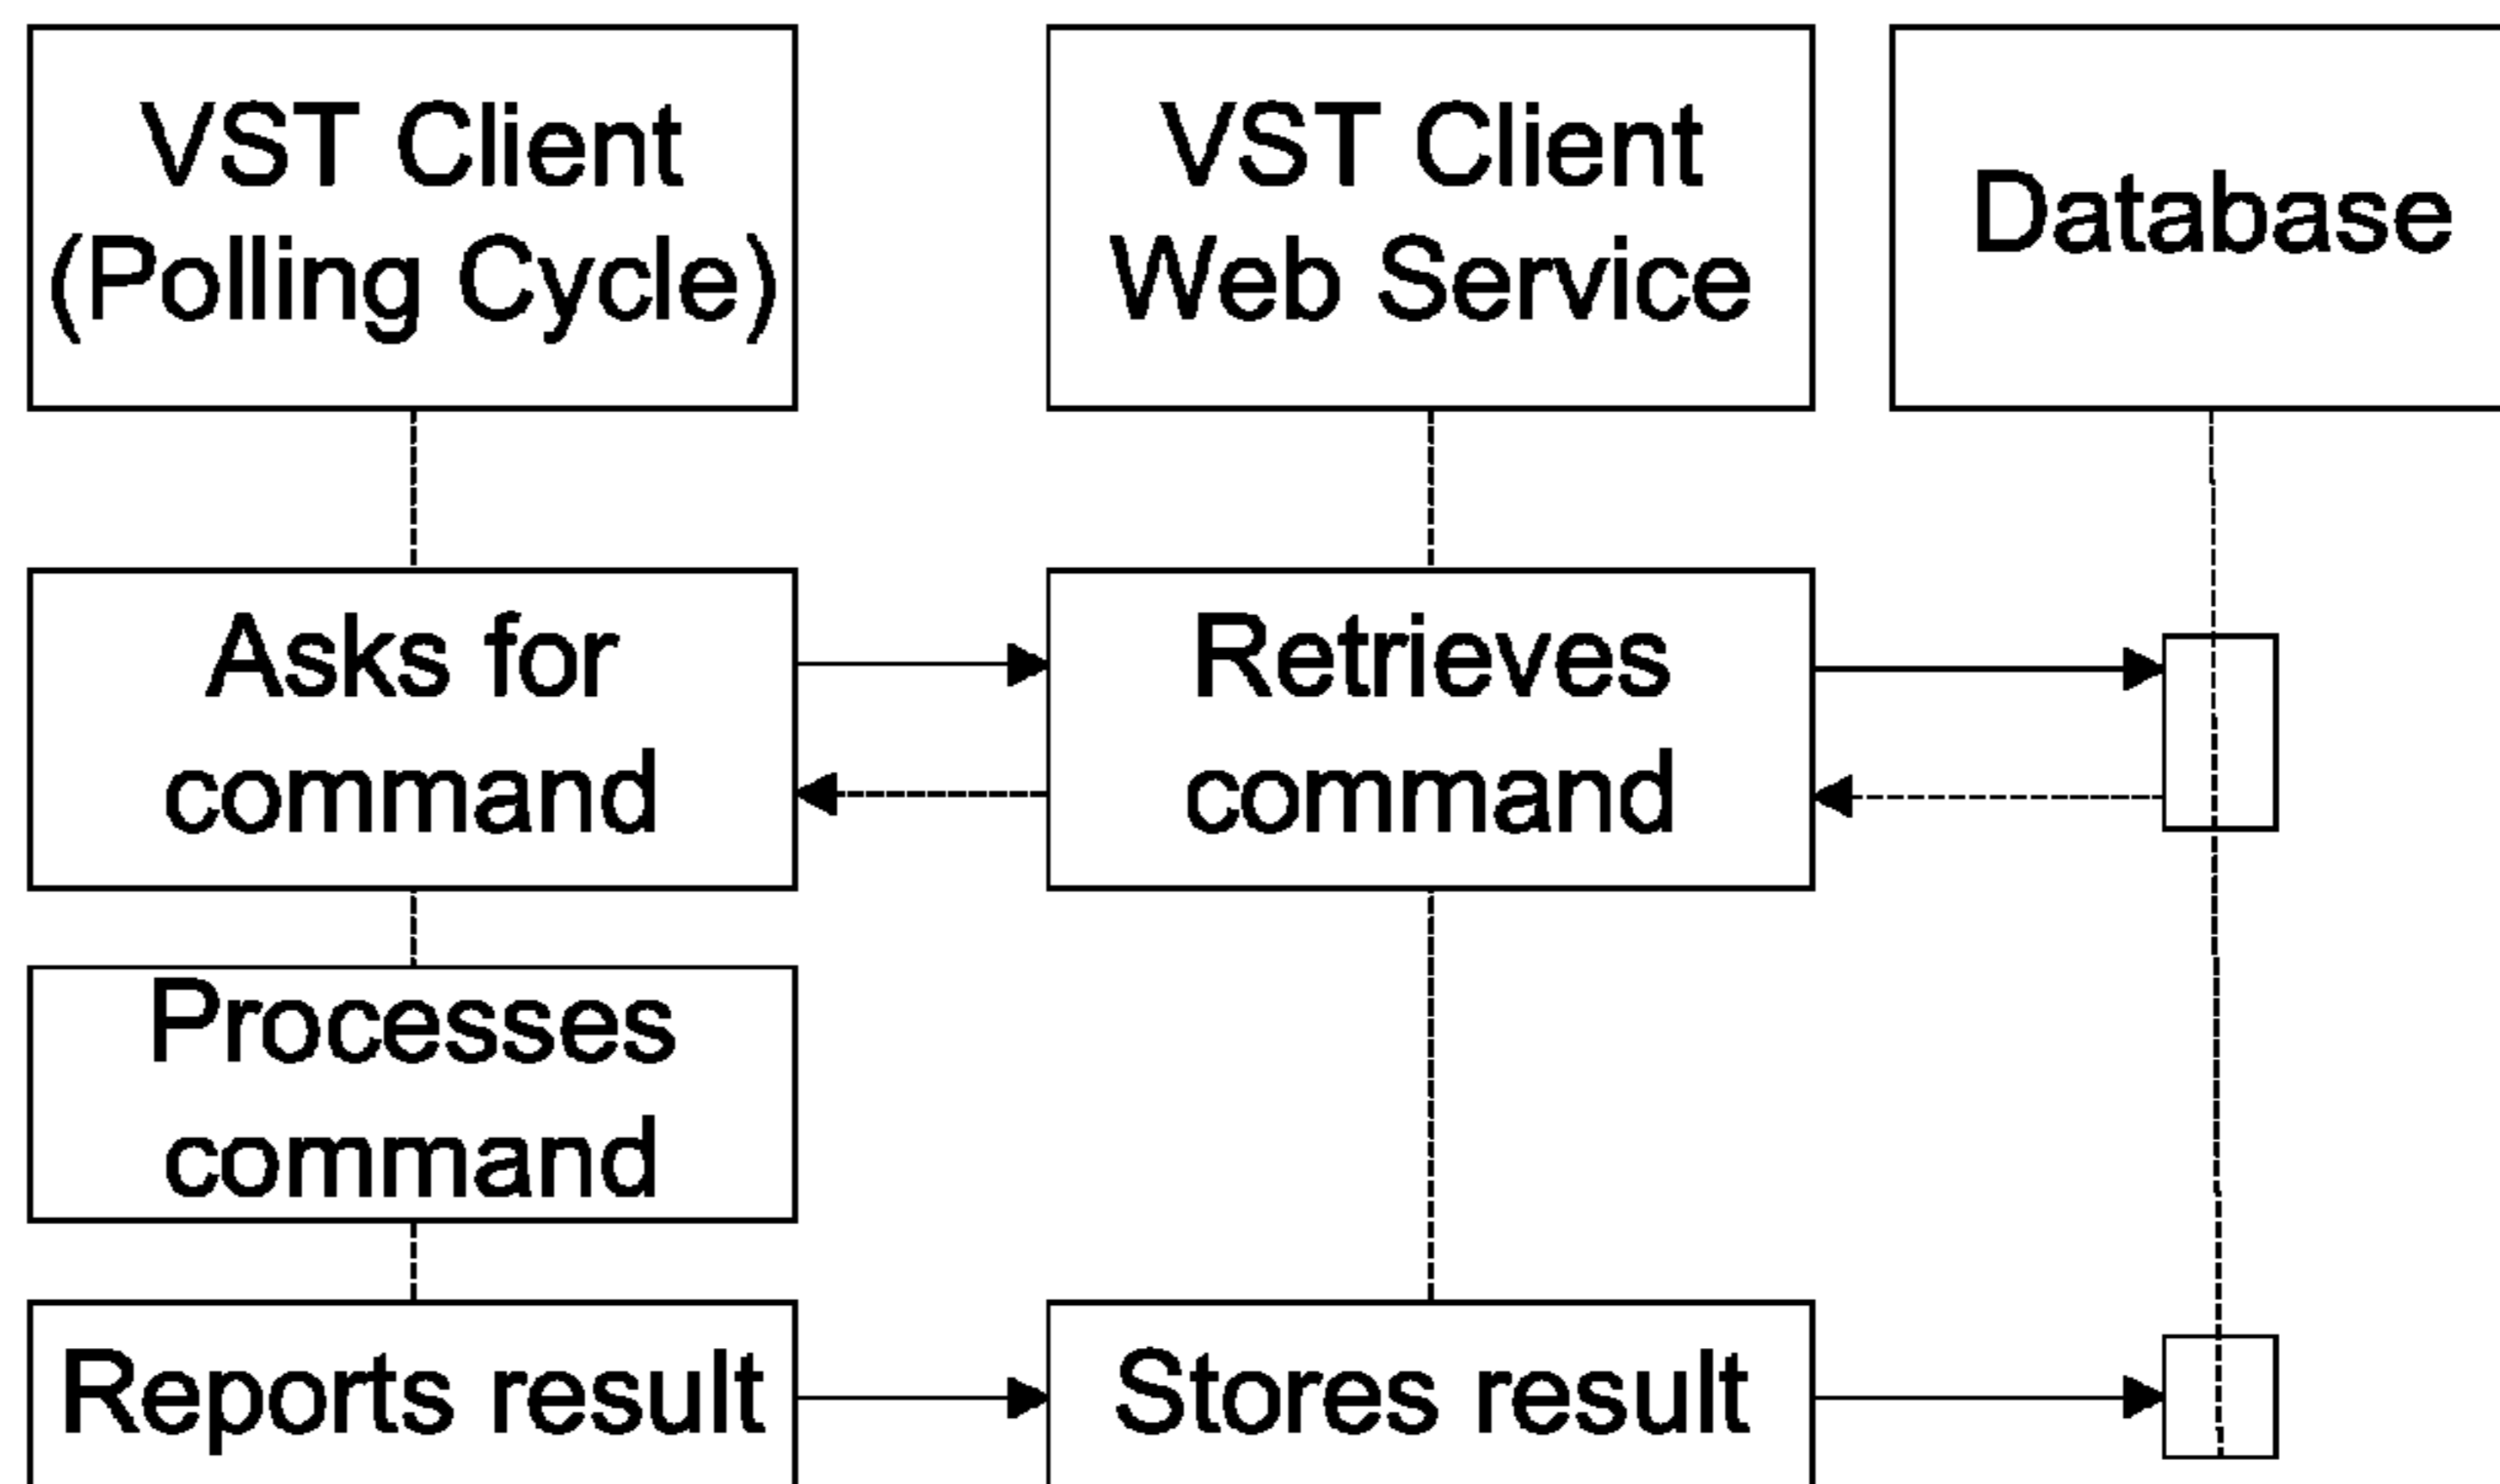 VST Client
(Polling Cycle)
VST Client
Web Service
Database
Asks for
command
Retrieves
command
Processes
command
Reports result
Stores result